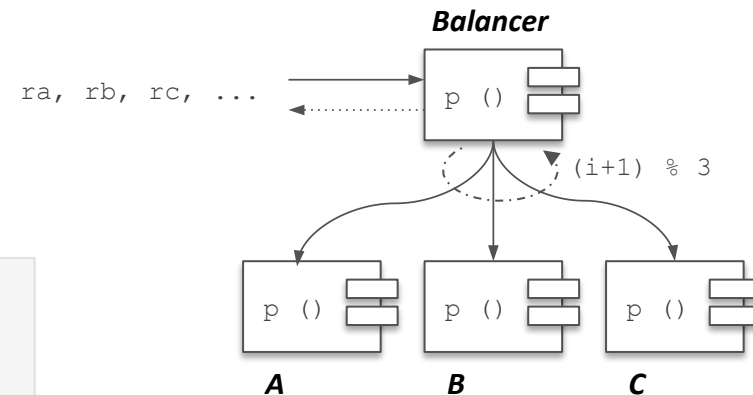 Balancer
ra, rb, rc, ...
p ()
(i+1) % 3
p ()
p ()
p ()
A
B
C